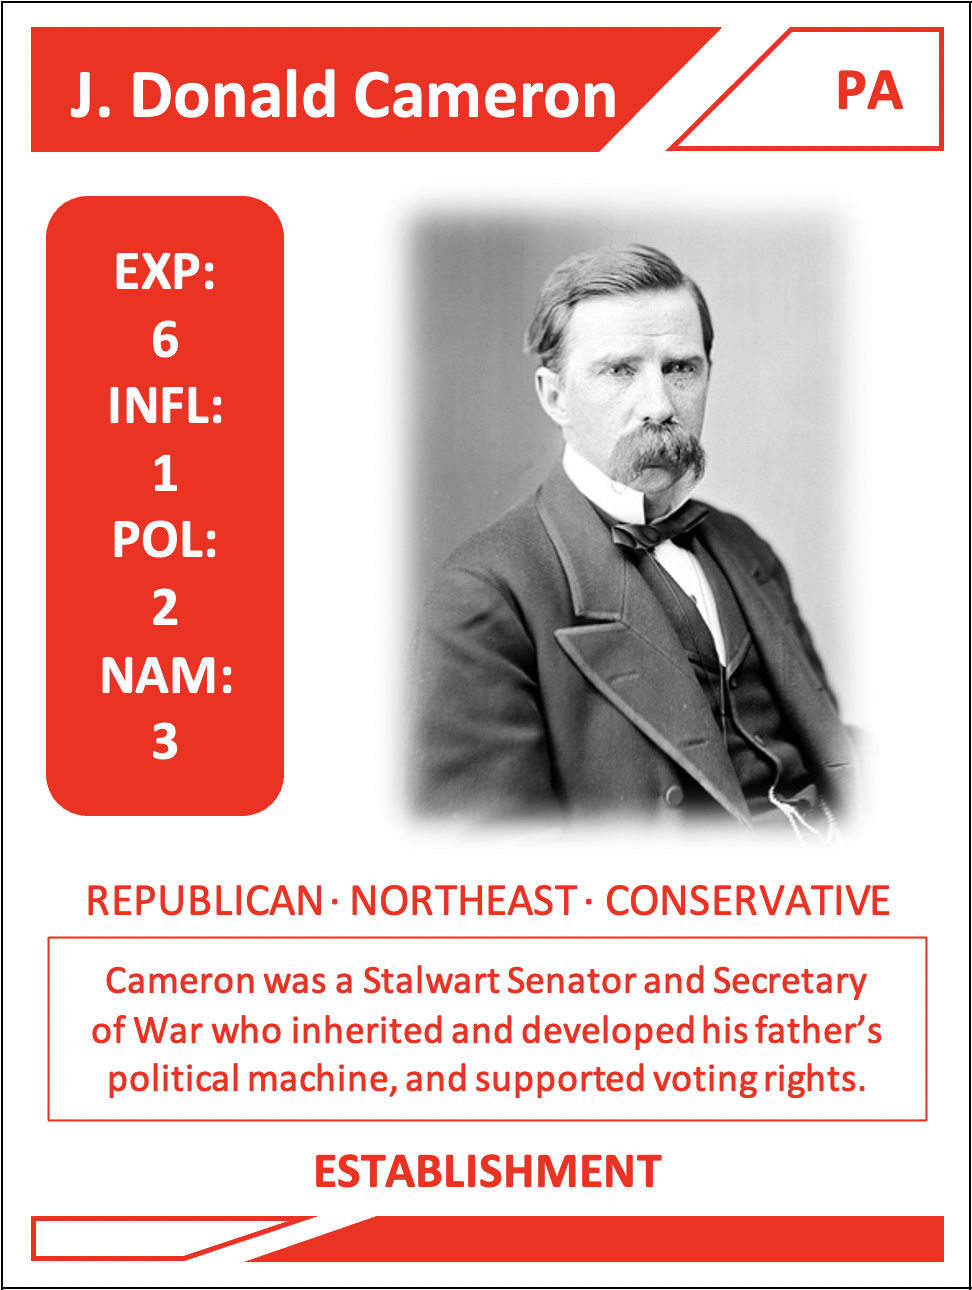 J. Donald Cameron
PA
EXP:
6
INFL:
1
POL:
2
NAM:
3
REPUBLICAN · NORTHEAST · CONSERVATIVE
Cameron was a Stalwart Senator and Secretary
of War who inherited and developed his father’s
political machine, and supported voting rights.
ESTABLISHMENT